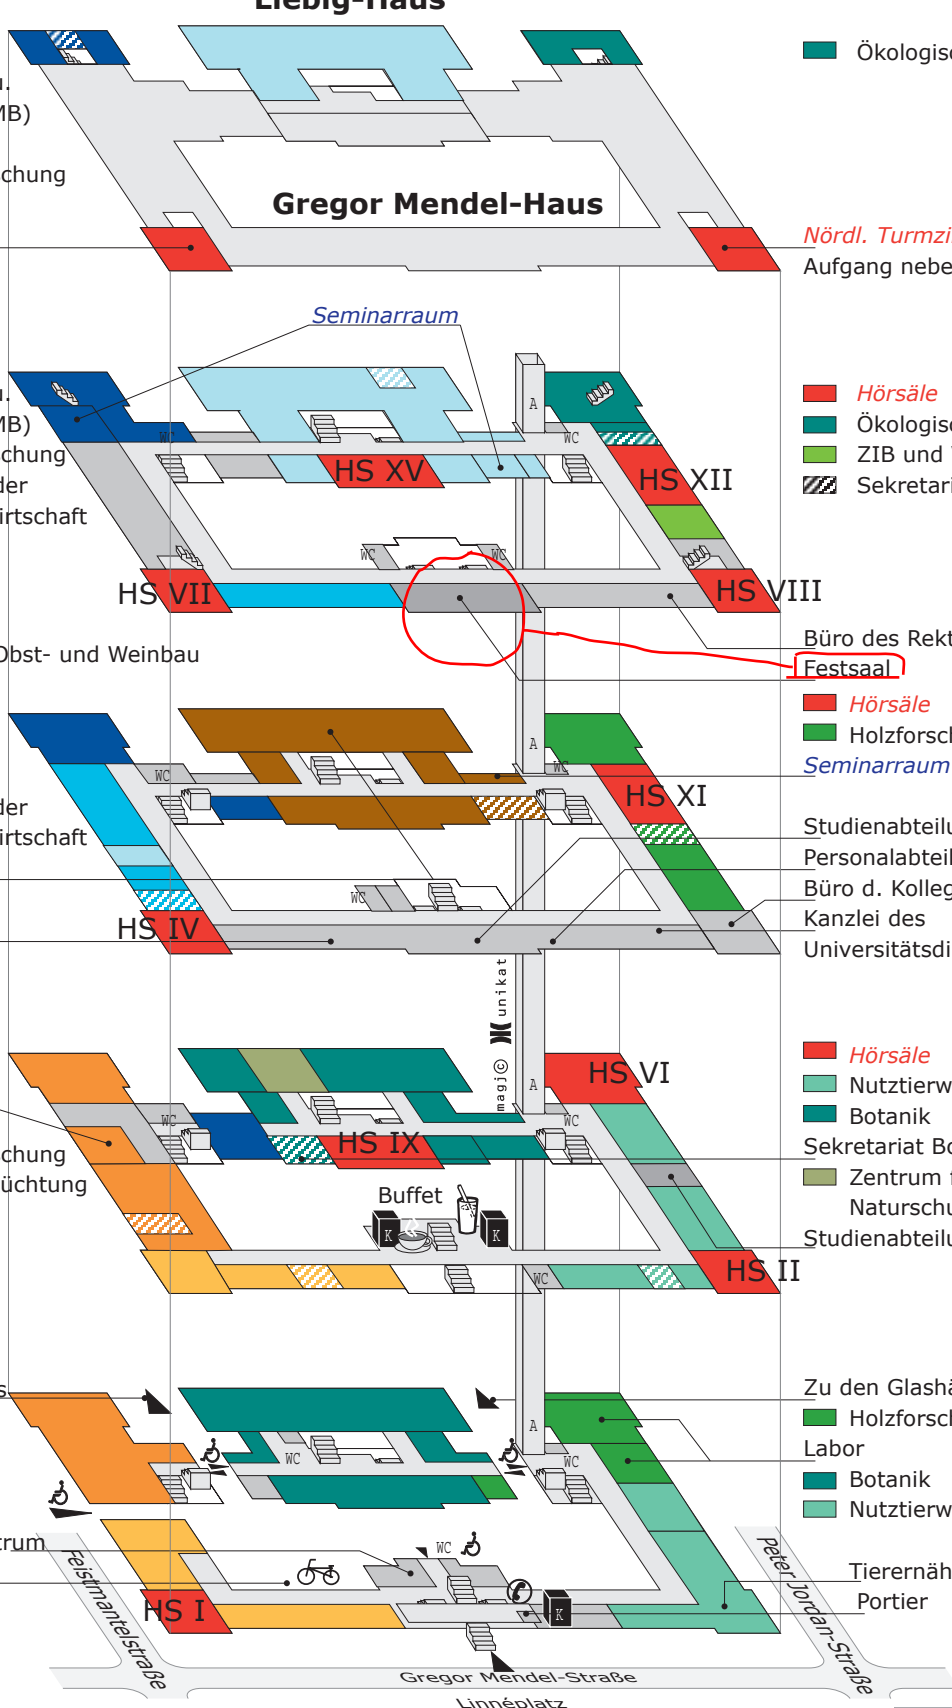 Liebig-Haus
Ökologisc
u.
MB)
schung
Gregor Mendel-Haus
Nördl. Turmzi
Aufgang nebe
Seminarraum
u.
MB)
schung
der
irtschaft
WC
A
WC
Hörsäle
Ökologisc
ZIB und
Sekretari
HS XV
HS XII
WC
WC
HS VII
HS VIII
Obst- und Weinbau
Büro des Rekt
Festsaal
Hörsäle
Holzforsch
Seminarraum
A
WC
WC
HS XI
der
irtschaft
Studienabteilu
Personalabteil
Büro d. Kolleg
Kanzlei des
Universitätsdi
WC
HS IV
magi© unikat
Hörsäle
Nutztierw
Botanik
Sekretariat Bo
Zentrum f
Naturschu
Studienabteilu
HS VI
A
WC
WC
HS IX
schung
üchtung
Buffet
K
K
HS II
WC
s
Zu den Glashä
Holzforsch
Labor
Botanik
Nutztierw
A
WC
WC
trum
WC
Tierernäh
Portier
HS I
K
Feistmantelstraße
Peter Jordan-Straße
Gregor Mendel-Straße
Linnéplatz